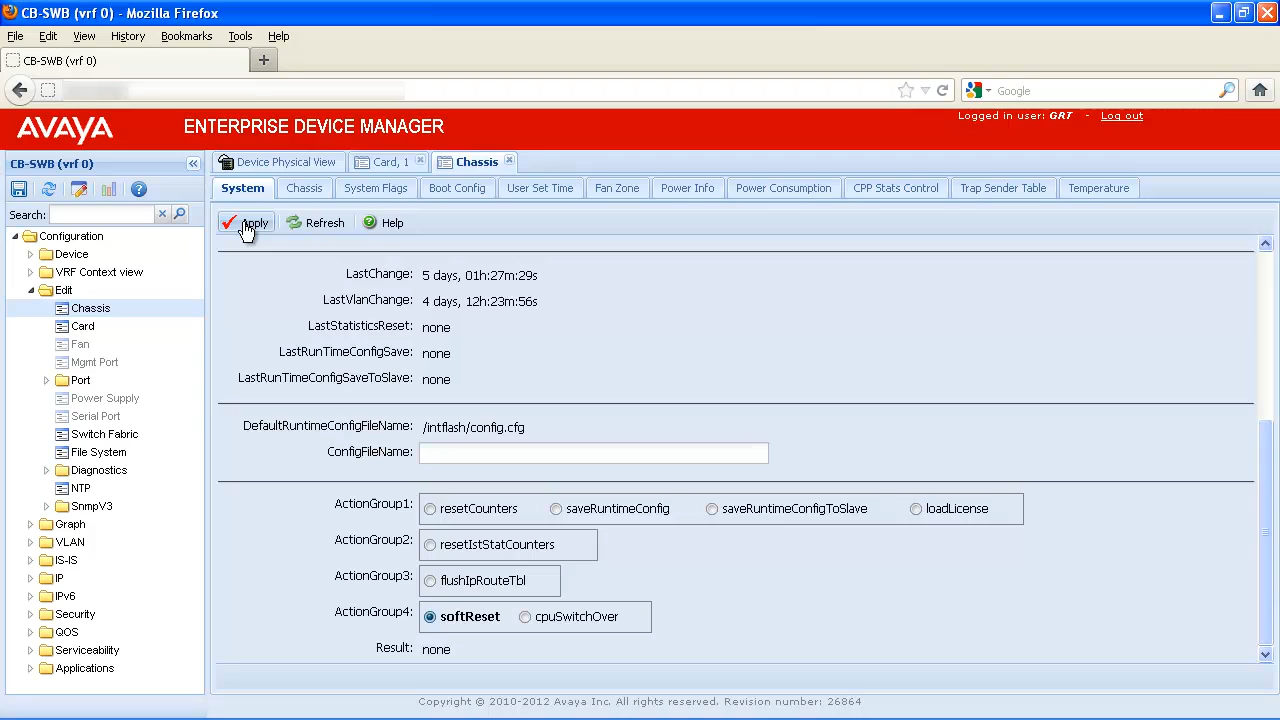 CB-SWB (vrf 0) - Mozilla Firefox
File Edit View History Bookmarks Tools Help
CB-SWB (vrf 0)
Google
AVAYA
ENTERPRISE DEVICE MANAGER
Logged in user: GRT - Log out
CB-SWB (vrf 0)
Device Physical View
Card, 1
Chassis
System
Chassis
System Flags
Boot Config
User Set Time
Fan Zone
Power Info
Power Consumption
CPP Stats Control
Trap Sender Table
Temperature
Search:
Apply
Refresh
Help
Configuration
Device
VRF Context view
Edit
Chassis
Card
Fan
Mgmt Port
Port
Power Supply
Serial Port
Switch Fabric
File System
Diagnostics
NTP
SnmpV3
Graph
VLAN
IS-IS
IP
IPv6
Security
QOS
Serviceability
Applications
LastChange: 5 days, 01h:27m:29s
LastVlanChange: 4 days, 12h:23m:56s
LastStatisticsReset: none
LastRunTimeConfigSave: none
LastRunTimeConfigSaveToSlave: none
DefaultRuntimeConfigFileName: /intflash/config.cfg
ConfigFileName:
ActionGroup1: resetCounters saveRuntimeConfig saveRuntimeConfigToSlave loadLicense
ActionGroup2: resetIstStatCounters
ActionGroup3: flushIpRouteTbl
ActionGroup4: softReset cpuSwitchOver
Result: none
Copyright © 2010-2012 Avaya Inc. All rights reserved. Revision number: 26864